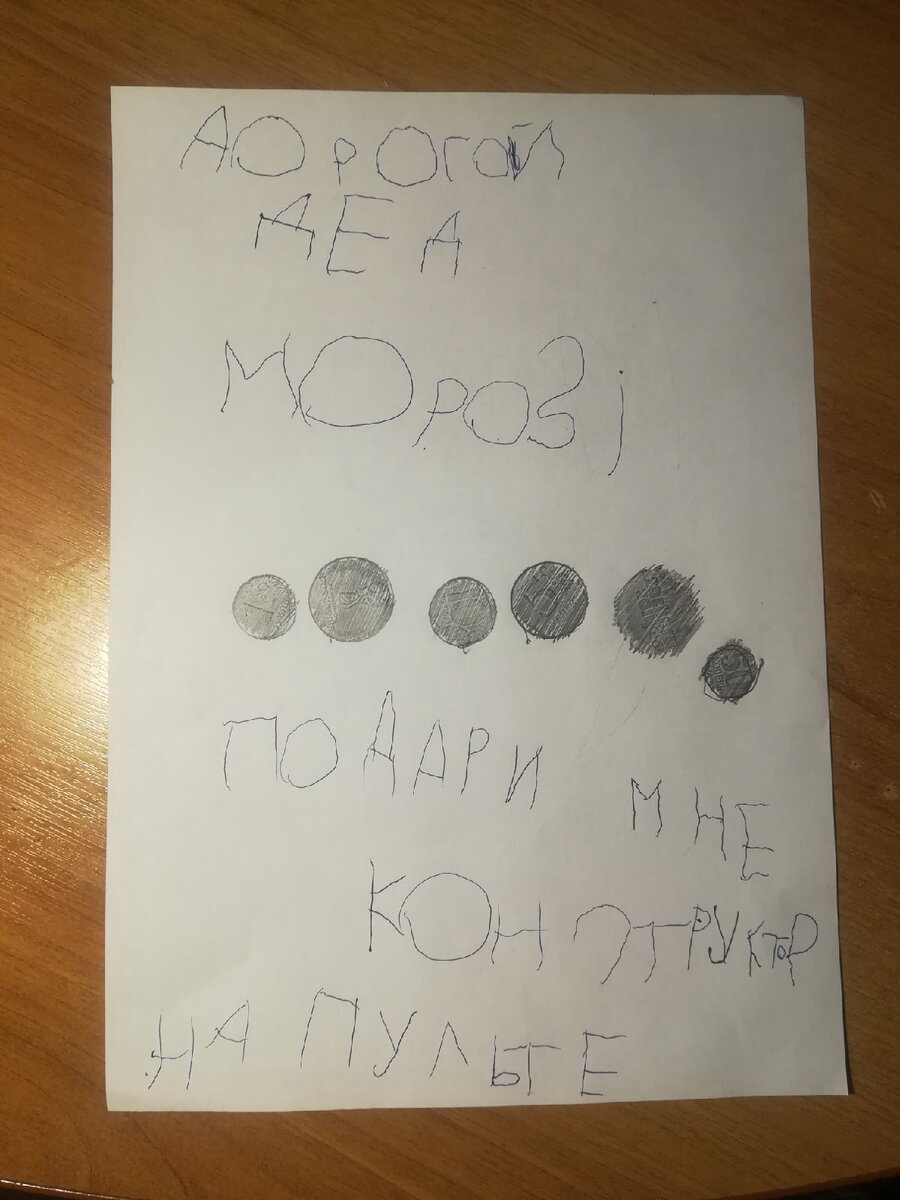 ДОРОГОЙ
ДЕД
МОРОЗ!
ПОДАРИ
МНЕ
КОНСТРУКТОР
НА ПУЛЬТЕ